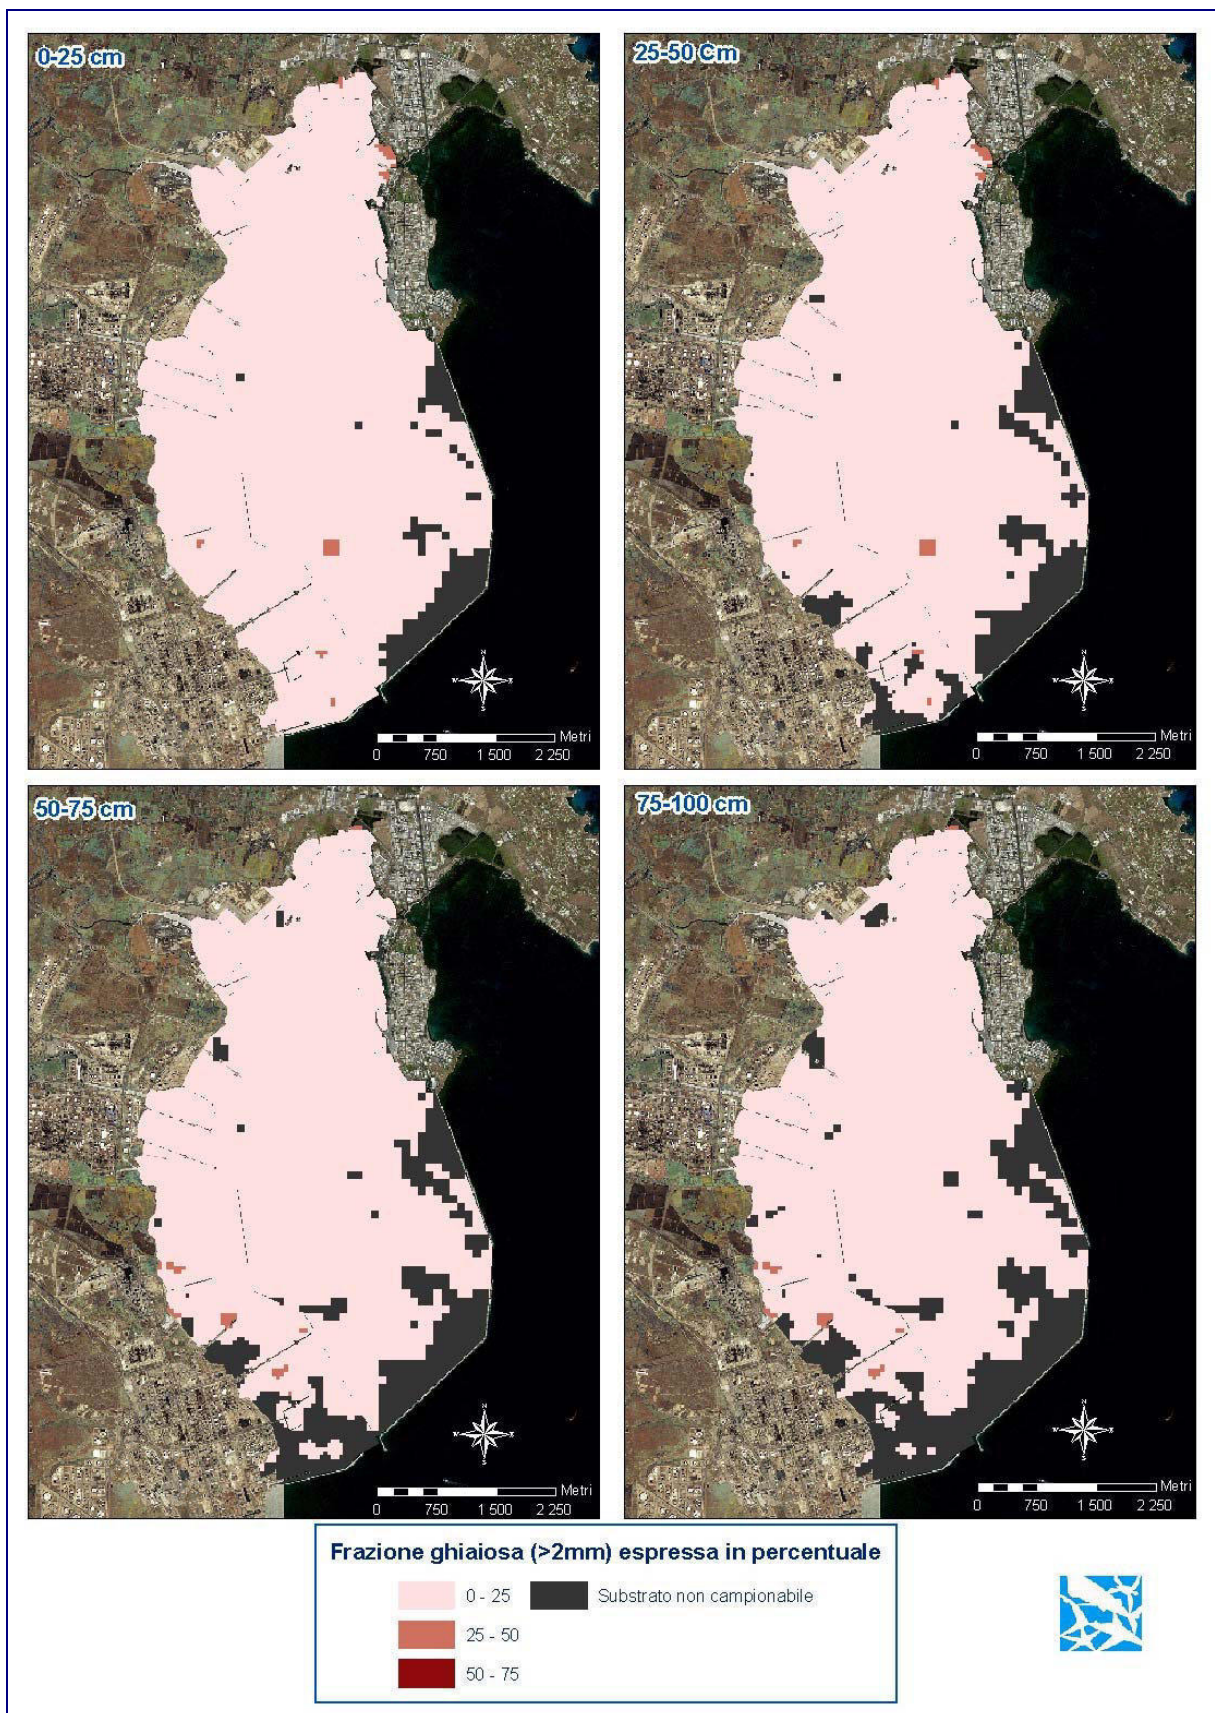 0-25 cm
25-50 Cm
N
W
E
S
Metri
0 750 1 500 2 250
N
W
E
S
Metri
0 750 1 500 2 250
50-75 cm
75-100 cm
N
W
E
S
Metri
0 750 1 500 2 250
N
W
E
S
Metri
0 750 1 500 2 250
Frazione ghiaiosa (>2mm) espressa in percentuale
0 - 25 Substrato non campionabile
25 - 50
50 - 75